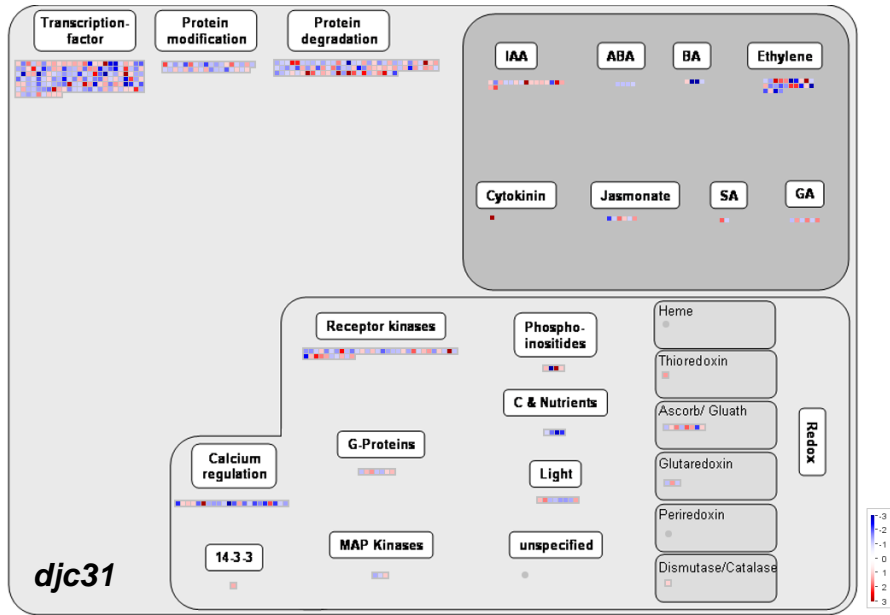 Transcription-
factor
Protein
modification
Protein
degradation
IAA
ABA
BA
Ethylene
Cytokinin
Jasmonate
SA
GA
Receptor kinases
Phospho-
inositides
C & Nutrients
G-Proteins
Calcium
regulation
Light
14-3-3
MAP Kinases
unspecified
Heme
Thioredoxin
Ascorb/ Gluath
Glutaredoxin
Periredoxin
Dismutase/Catalase
Redox
djc31
-3
-2
-1
0
1
2
3